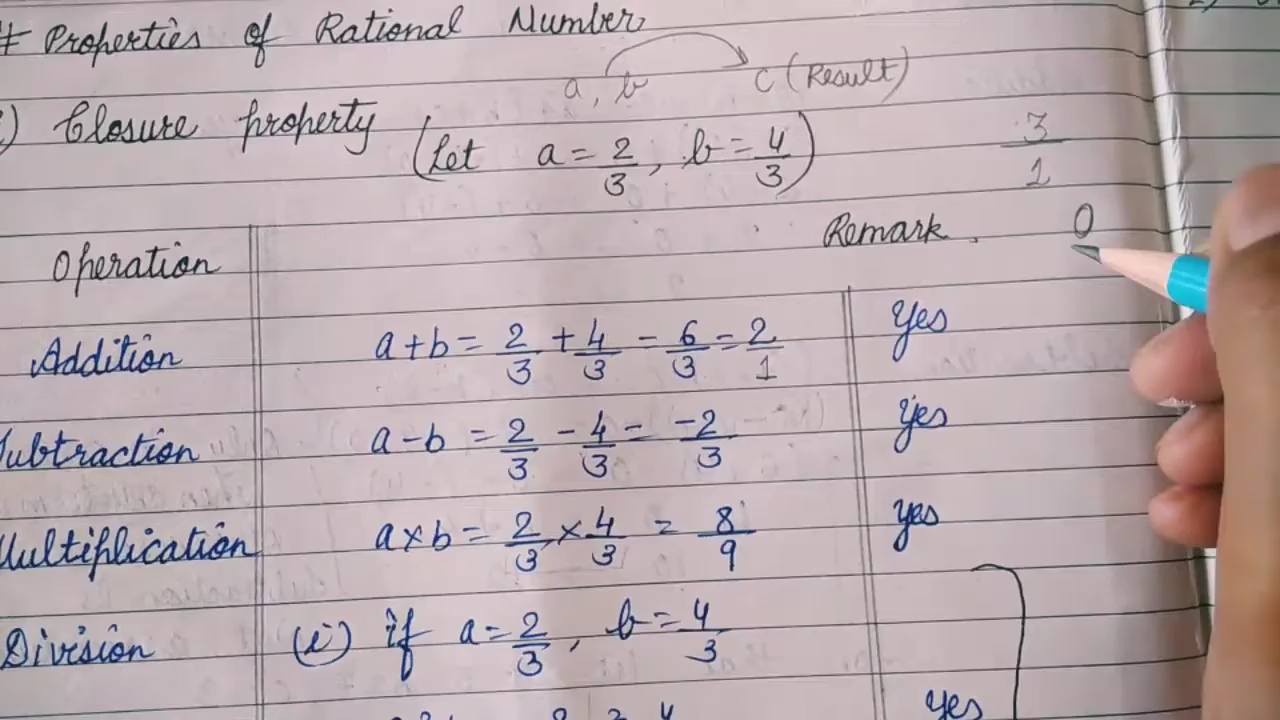 # Properties of Rational Number
a, b c (Result)
i) Closure property (Let a = 2/3, b = 4/3) 3/1
Operation Remark. 0
Addition a+b = 2/3 + 4/3 = 6/3 = 2/1 Yes
Subtraction a-b = 2/3 - 4/3 = -2/3 Yes
Multiplication a×b = 2/3 × 4/3 = 8/9 yes
Division (i) if a = 2/3, b = 4/3
yes